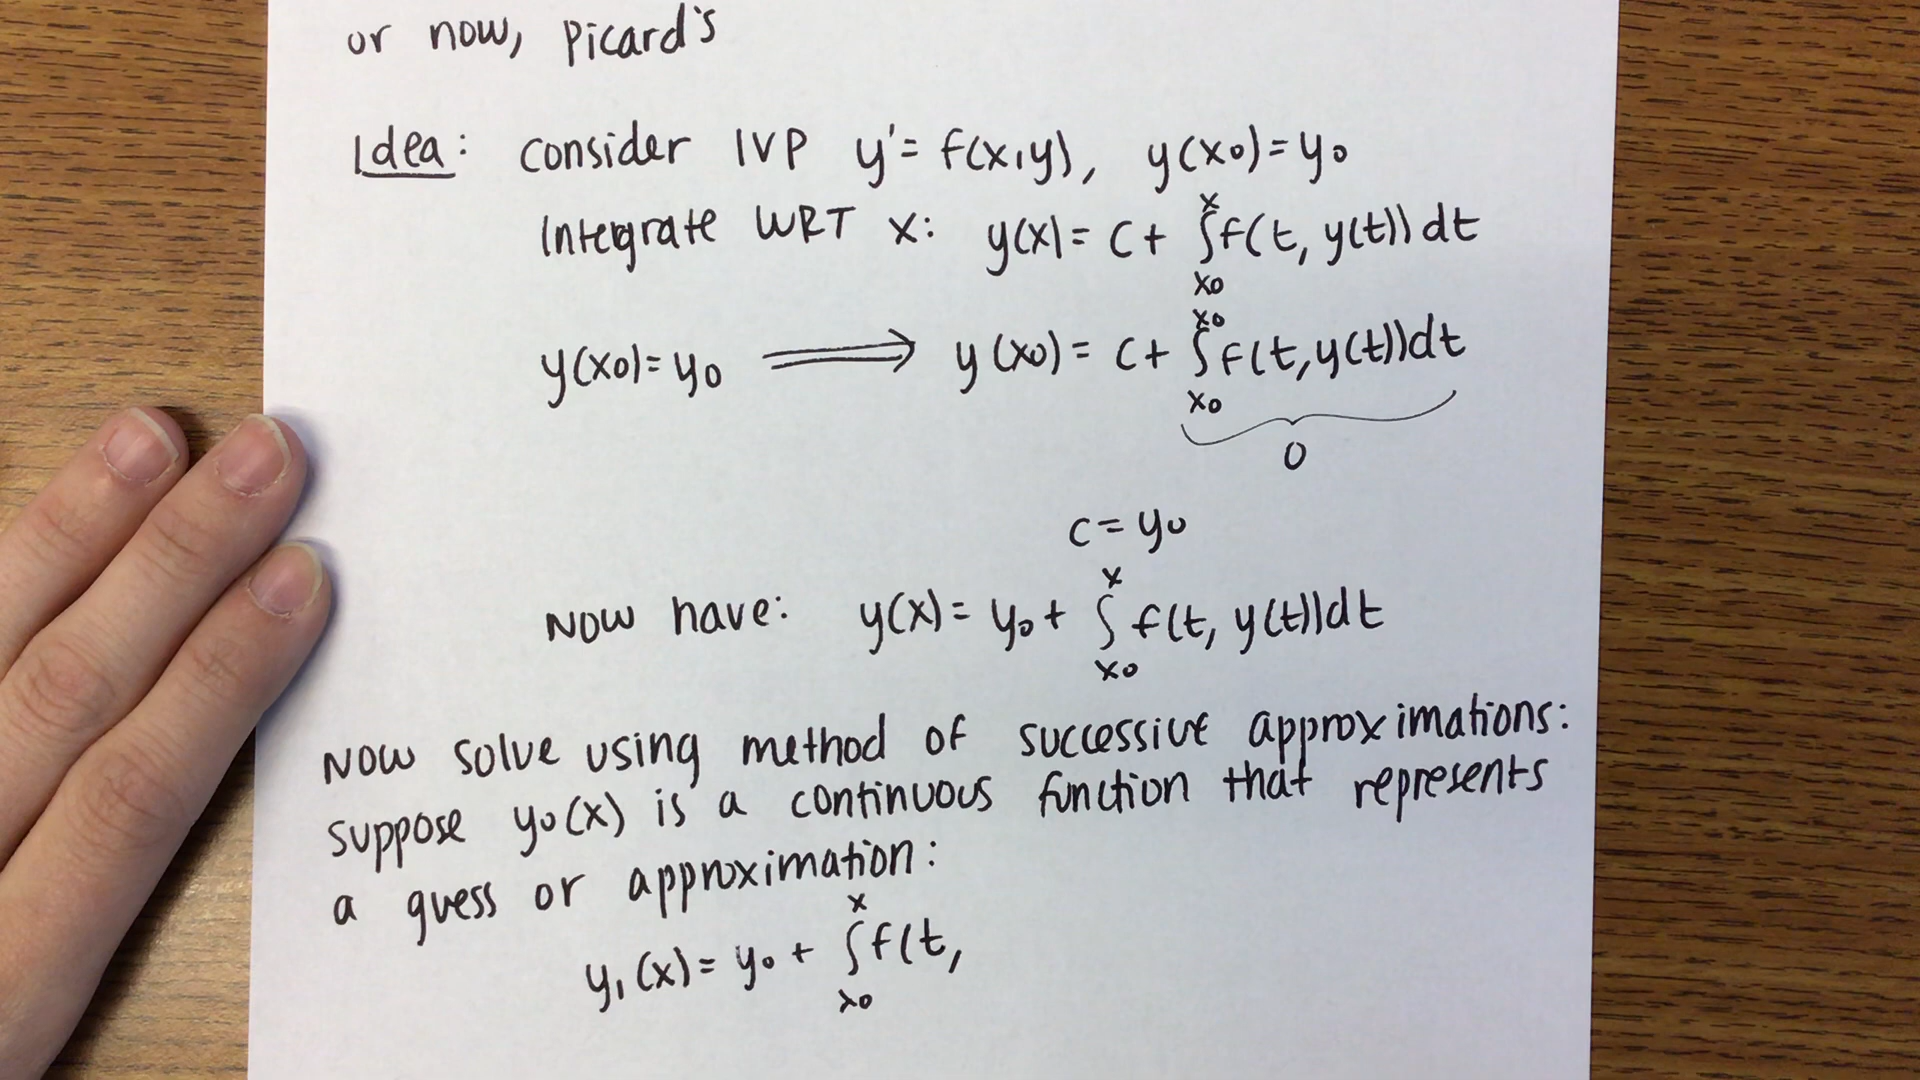 or now, picard's
Idea: consider IVP y' = f(x,y), y(x0) = y0
Integrate WRT x: y(x) = C + ∫_{x0}^{x} f(t, y(t)) dt
y(x0) = y0 ⟹ y(x0) = C + ∫_{x0}^{x0} f(t, y(t)) dt
0
C = y0
NOW have: y(x) = y0 + ∫_{x0}^{x} f(t, y(t)) dt
NOW solve using method of successive approximations:
suppose y0(x) is a continuous function that represents
a guess or approximation:
y1(x) = y0 + ∫_{x0}^{x} f(t,